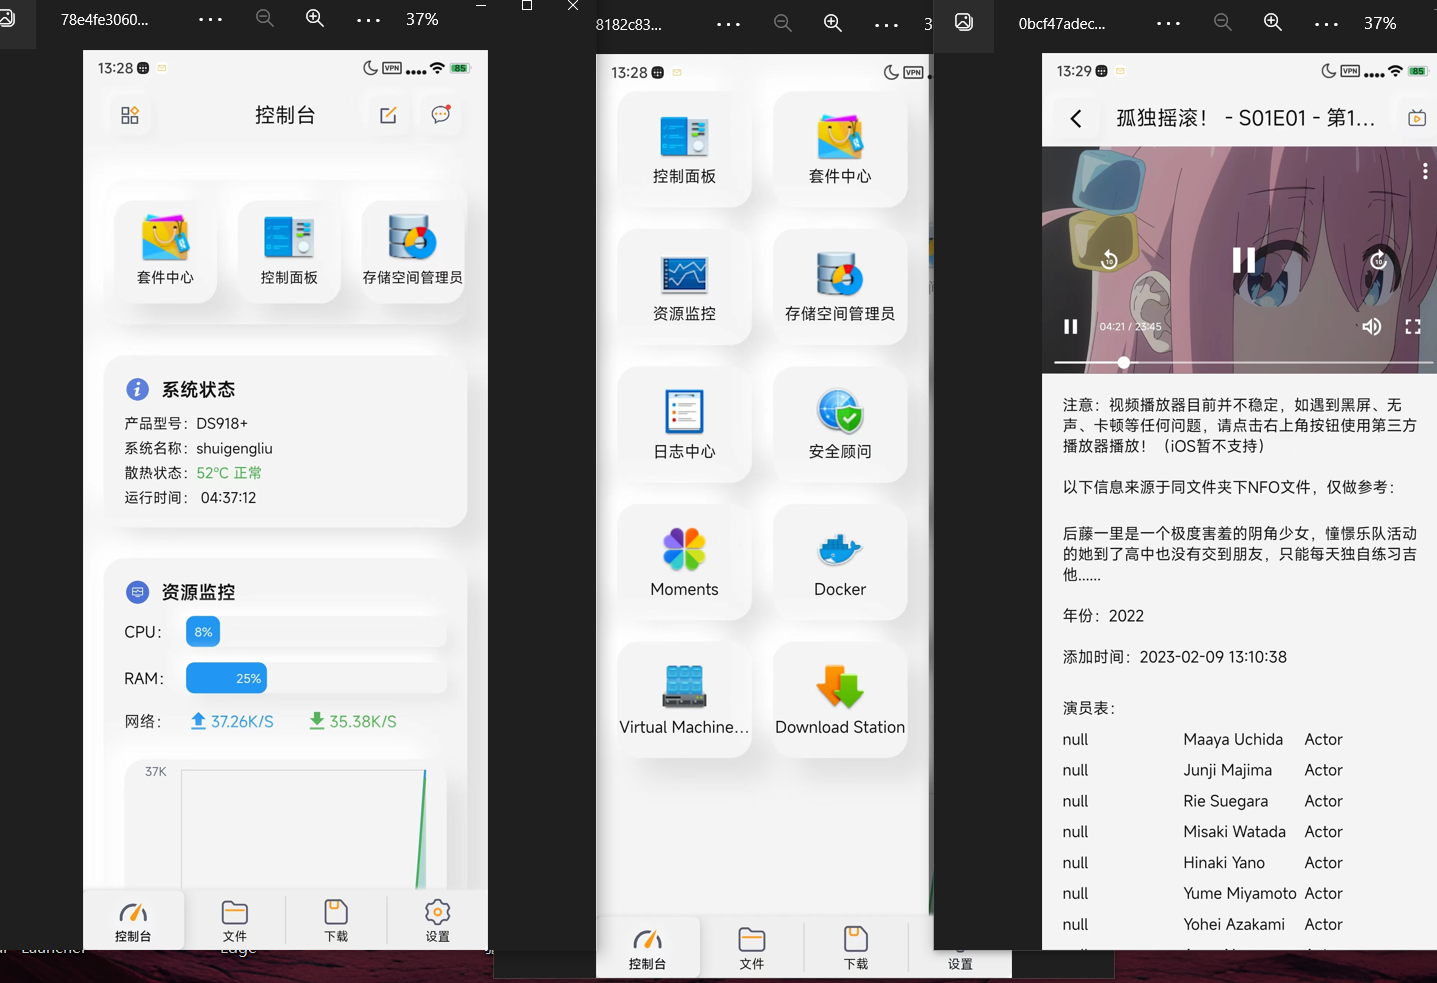 78e4fe3060...
37%
13:28
VPN
85
控制台
套件中心
控制面板
存储空间管理员
系统状态
产品型号：DS918+
系统名称：shuigengliu
散热状态：52℃ 正常
运行时间： 04:37:12
资源监控
CPU：
8%
RAM：
25%
网络：
37.26K/S
35.38K/S
37K
控制台
文件
下载
设置
Edge
8182c83...
13:28
VPN
控制面板
套件中心
资源监控
存储空间管理员
日志中心
安全顾问
Moments
Docker
Virtual Machine...
Download Station
控制台
文件
下载
设置
0bcf47adec...
37%
13:29
VPN
85
孤独摇滚！ - S01E01 - 第1...
10
10
04:21 / 23:45
注意：视频播放器目前并不稳定，如遇到黑屏、无
声、卡顿等任何问题，请点击右上角按钮使用第三方
播放器播放！（iOS暂不支持）
以下信息来源于同文件夹下NFO文件，仅做参考：
后藤一里是一个极度害羞的阴角少女，憧憬乐队活动
的她到了高中也没有交到朋友，只能每天独自练习吉
他......
年份：2022
添加时间：2023-02-09 13:10:38
演员表：
null Maaya Uchida Actor
null Junji Majima Actor
null Rie Suegara Actor
null Misaki Watada Actor
null Hinaki Yano Actor
null Yume Miyamoto Actor
null Yohei Azakami Actor